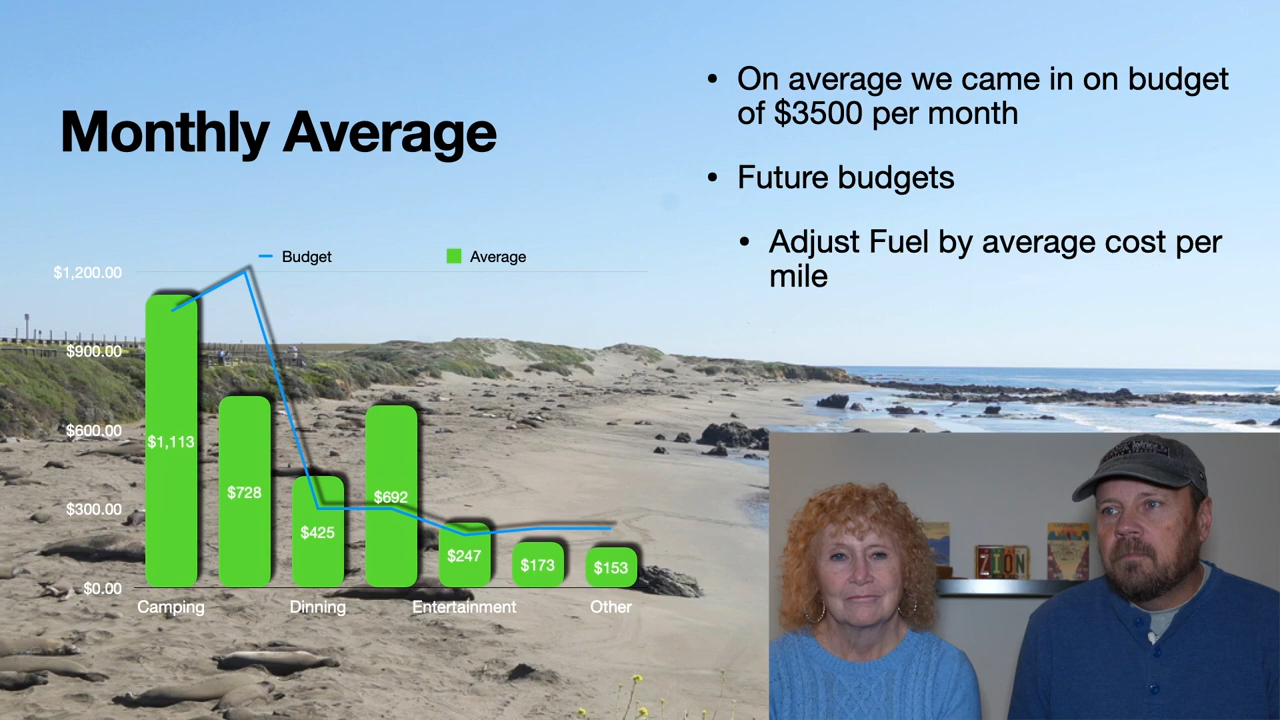 Monthly Average
• On average we came in on budget
of $3500 per month
• Future budgets
• Adjust Fuel by average cost per
mile
Budget
Average
$1,200.00
$900.00
$600.00
$300.00
$0.00
$1,113
$728
$425
$692
$247
$173
$153
Camping
Dinning
Entertainment
Other
ZION